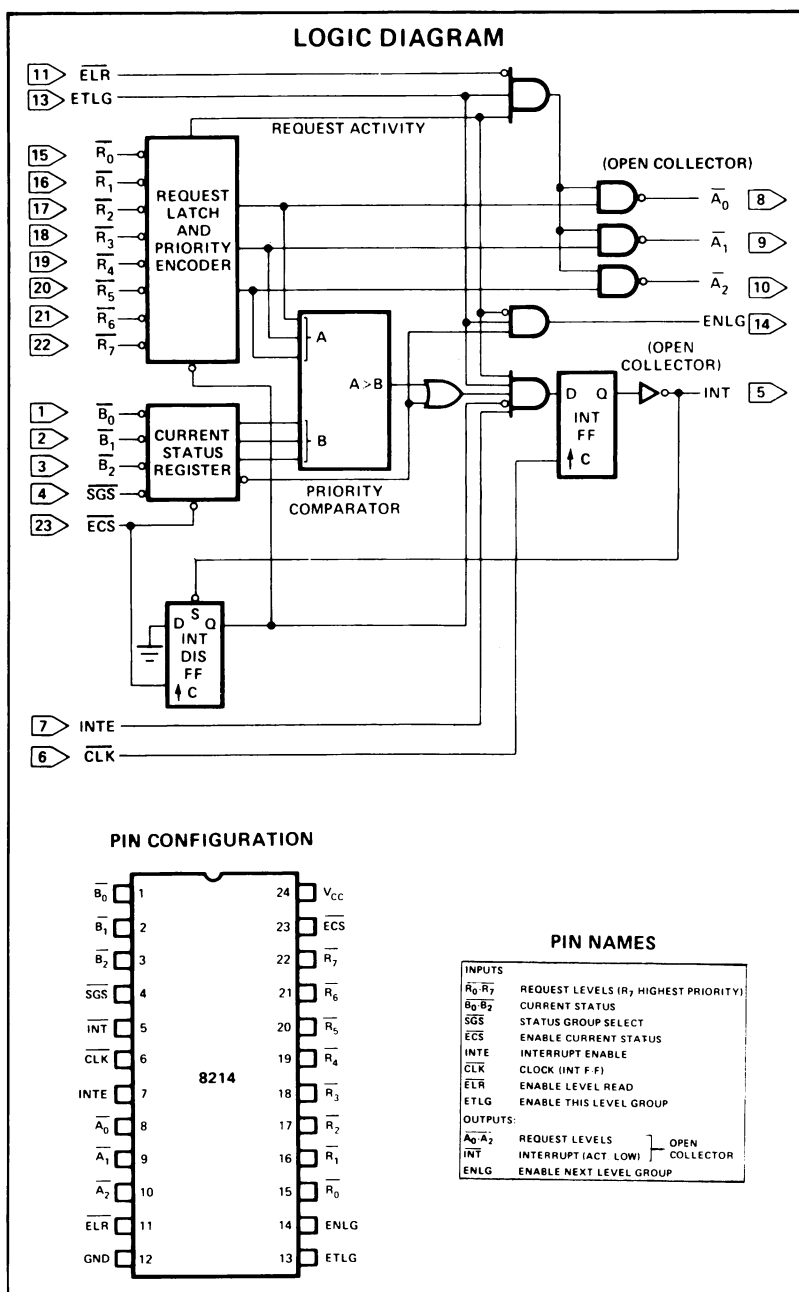 LOGIC DIAGRAM
11 ELR
13 ETLG
REQUEST ACTIVITY
15 R0
16 R1
17 R2
18 R3
19 R4
20 R5
21 R6
22 R7
REQUEST
LATCH
AND
PRIORITY
ENCODER
(OPEN COLLECTOR)
A0 8
A1 9
A2 10
ENLG 14
A
A>B
B
PRIORITY
COMPARATOR
(OPEN
COLLECTOR)
D Q
INT
FF
C
INT 5
1 B0
2 B1
3 B2
4 SGS
23 ECS
CURRENT
STATUS
REGISTER
S
D Q
INT
DIS
FF
C
7 INTE
6 CLK
PIN CONFIGURATION
B0 1 24 VCC
B1 2 23 ECS
B2 3 22 R7
SGS 4 21 R6
INT 5 20 R5
CLK 6 19 R4
8214
INTE 7 18 R3
A0 8 17 R2
A1 9 16 R1
A2 10 15 R0
ELR 11 14 ENLG
GND 12 13 ETLG
PIN NAMES
INPUTS
R0-R7 REQUEST LEVELS (R7 HIGHEST PRIORITY)
B0-B2 CURRENT STATUS
SGS STATUS GROUP SELECT
ECS ENABLE CURRENT STATUS
INTE INTERRUPT ENABLE
CLK CLOCK (INT F-F)
ELR ENABLE LEVEL READ
ETLG ENABLE THIS LEVEL GROUP
OUTPUTS:
A0-A2 REQUEST LEVELS
INT INTERRUPT (ACT. LOW)
OPEN
COLLECTOR
ENLG ENABLE NEXT LEVEL GROUP